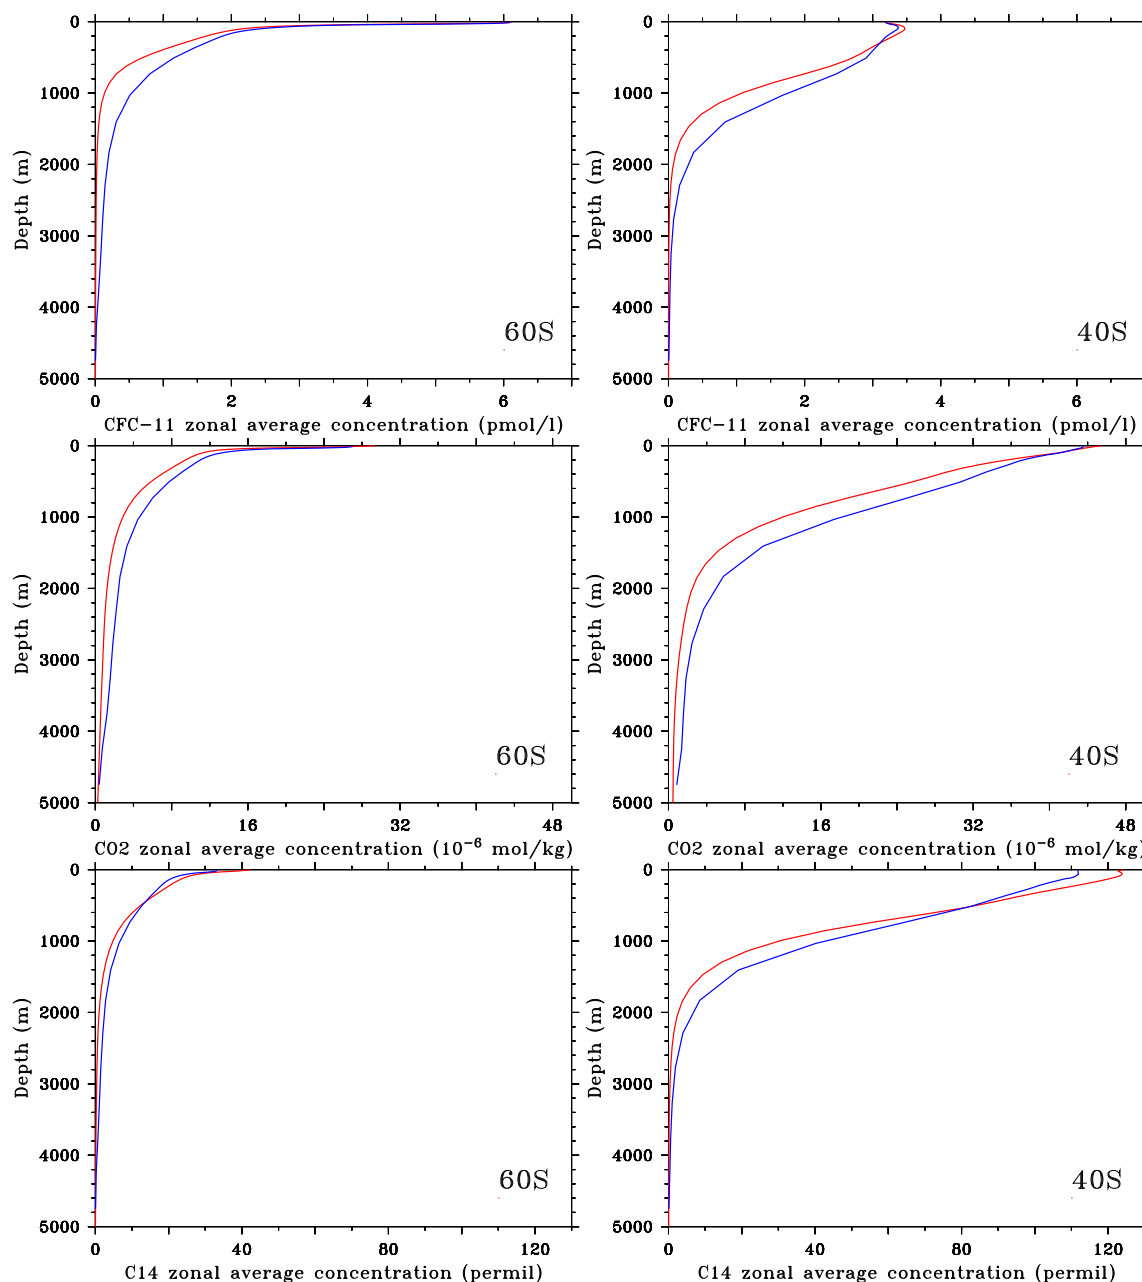 0
1000
2000
3000
4000
5000
Depth (m)
60S
0 2 4 6
CFC-11 zonal average concentration (pmol/l)
0
1000
2000
3000
4000
5000
Depth (m)
40S
0 2 4 6
CFC-11 zonal average concentration (pmol/l)
0
1000
2000
3000
4000
5000
Depth (m)
60S
0 16 32 48
CO2 zonal average concentration (10⁻⁶ mol/kg)
0
1000
2000
3000
4000
5000
Depth (m)
40S
0 16 32 48
CO2 zonal average concentration (10⁻⁶ mol/kg)
0
1000
2000
3000
4000
5000
Depth (m)
60S
0 40 80 120
C14 zonal average concentration (permil)
0
1000
2000
3000
4000
5000
Depth (m)
40S
0 40 80 120
C14 zonal average concentration (permil)